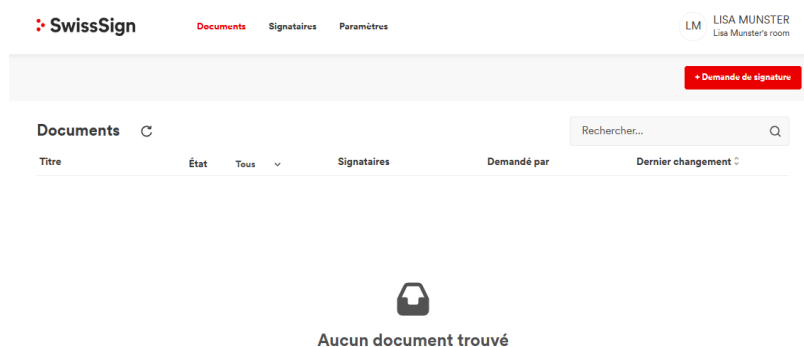 SwissSign
Documents Signataires Paramètres
LM
LISA MUNSTER
Lisa Munster's room
+ Demande de signature
Documents
Rechercher...
Titre État Tous Signataires Demandé par Dernier changement
Aucun document trouvé